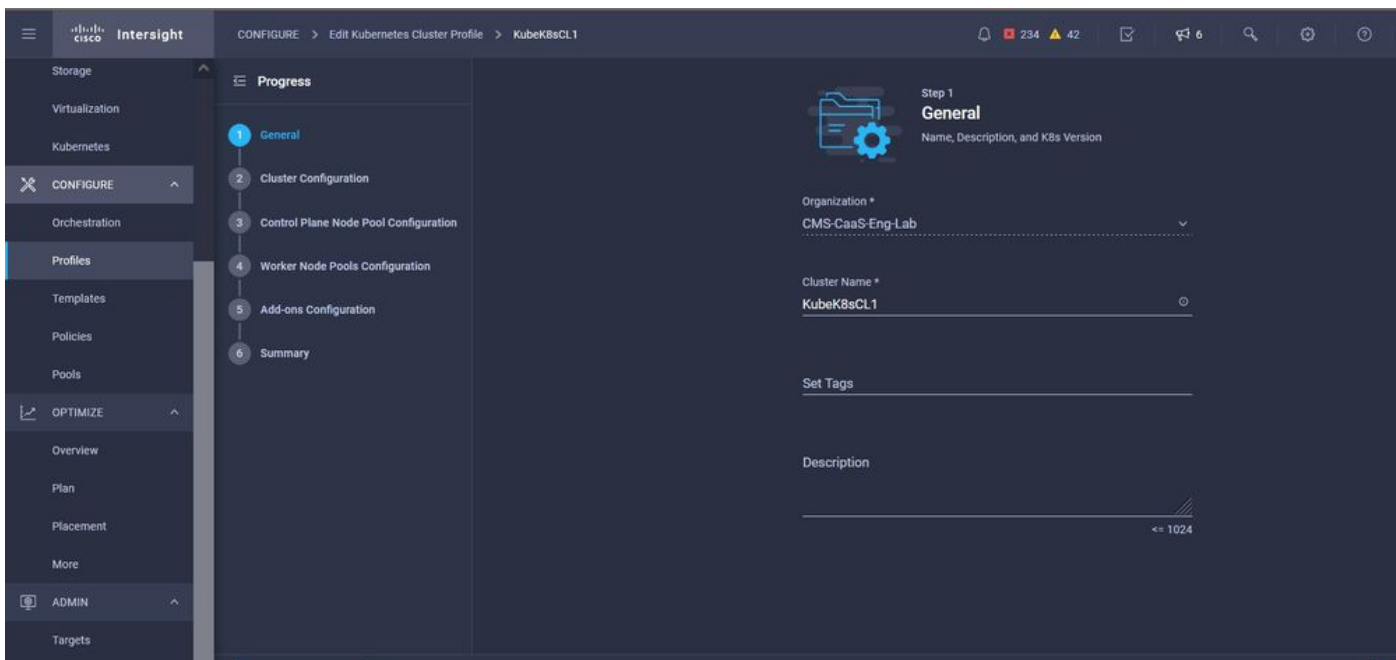 cisco Intersight
CONFIGURE > Edit Kubernetes Cluster Profile > KubeK8sCL1
234 42 6
Storage
Virtualization
Kubernetes
CONFIGURE
Orchestration
Profiles
Templates
Policies
Pools
OPTIMIZE
Overview
Plan
Placement
More
ADMIN
Targets
Progress
1 General
2 Cluster Configuration
3 Control Plane Node Pool Configuration
4 Worker Node Pools Configuration
5 Add-ons Configuration
6 Summary
Step 1
General
Name, Description, and K8s Version
Organization *
CMS-CaaS-Eng-Lab
Cluster Name *
KubeK8sCL1
Set Tags
Description
<= 1024